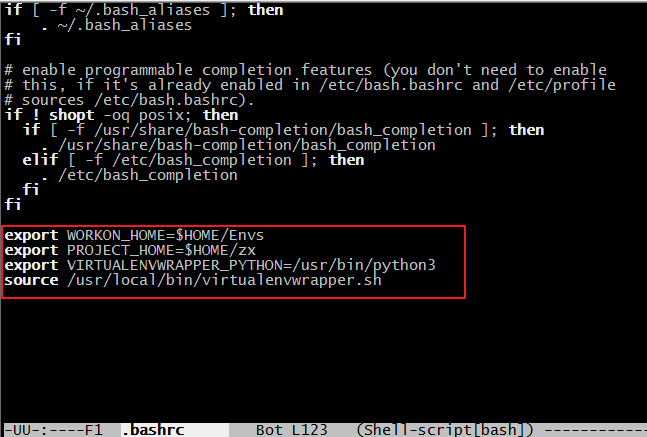 if [ -f ~/.bash_aliases ]; then
    . ~/.bash_aliases
fi

# enable programmable completion features (you don't need to enable
# this, if it's already enabled in /etc/bash.bashrc and /etc/profile
# sources /etc/bash.bashrc).
if ! shopt -oq posix; then
  if [ -f /usr/share/bash-completion/bash_completion ]; then
    . /usr/share/bash-completion/bash_completion
  elif [ -f /etc/bash_completion ]; then
    . /etc/bash_completion
  fi
fi

export WORKON_HOME=$HOME/Envs
export PROJECT_HOME=$HOME/zx
export VIRTUALENVWRAPPER_PYTHON=/usr/bin/python3
source /usr/local/bin/virtualenvwrapper.sh

-UU-:----F1  .bashrc        Bot L123   (Shell-script[bash]) ------------